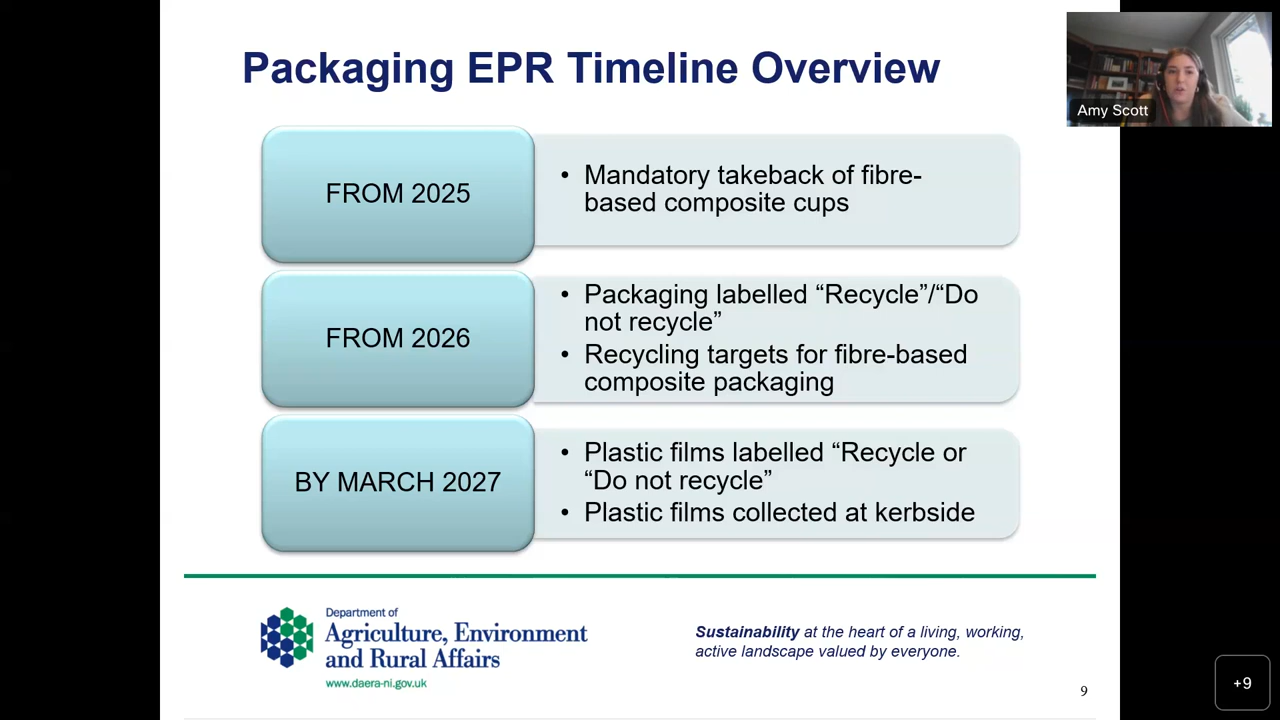 Packaging EPR Timeline Overview
Amy Scott
FROM 2025
• Mandatory takeback of fibre-
based composite cups
FROM 2026
• Packaging labelled “Recycle”/“Do
not recycle”
• Recycling targets for fibre-based
composite packaging
BY MARCH 2027
• Plastic films labelled “Recycle or
“Do not recycle”
• Plastic films collected at kerbside
Department of
Agriculture, Environment
and Rural Affairs
www.daera-ni.gov.uk
Sustainability at the heart of a living, working,
active landscape valued by everyone.
9
+9